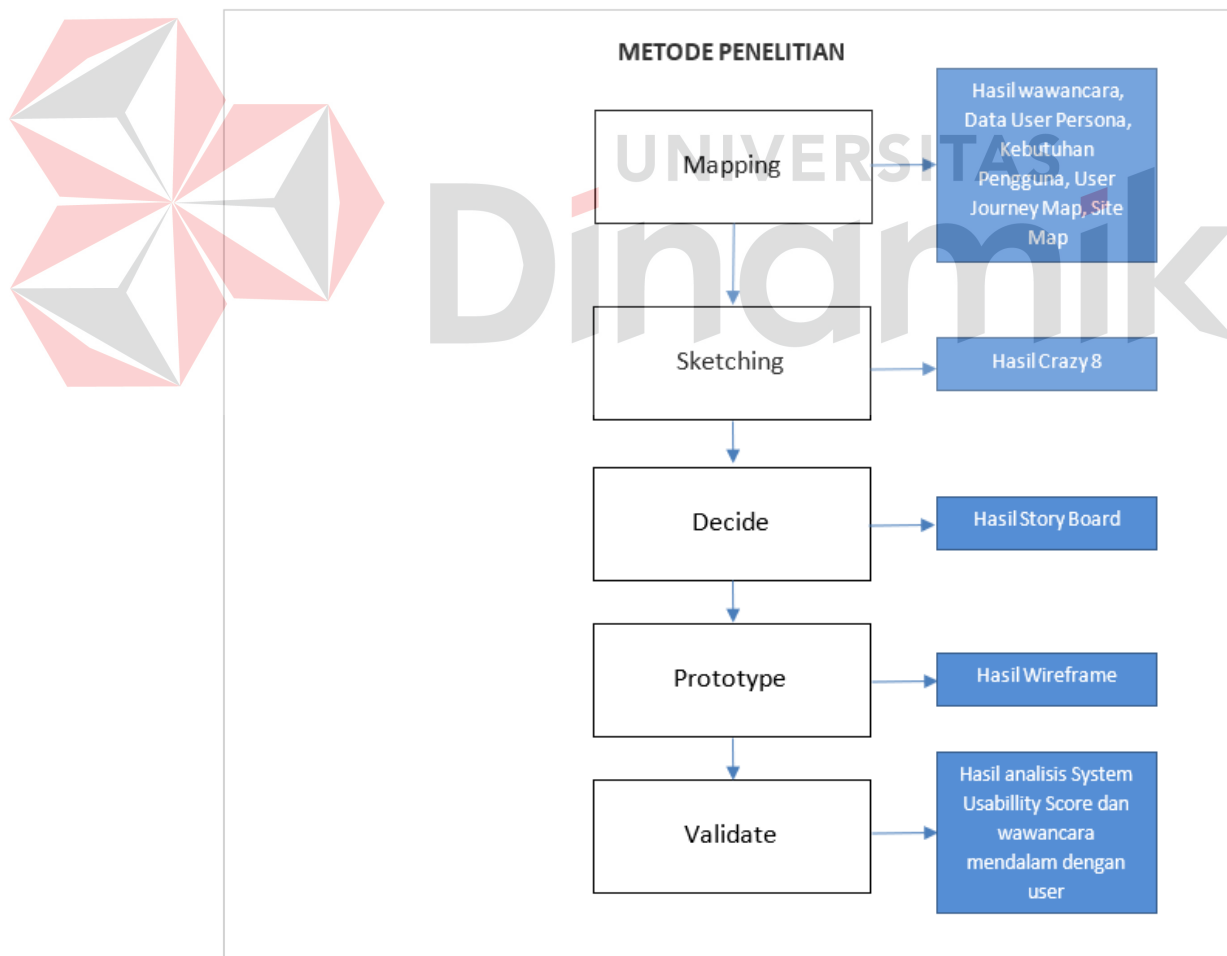 METODE PENELITIAN
Mapping
Hasil wawancara,
Data User Persona,
Kebutuhan
Pengguna, User
Journey Map, Site
Map
UNIVERSITAS
Dinamik
Sketching
Hasil Crazy 8
Decide
Hasil Story Board
Prototype
Hasil Wireframe
Validate
Hasil analisis System
Usabillity Score dan
wawancara
mendalam dengan
user